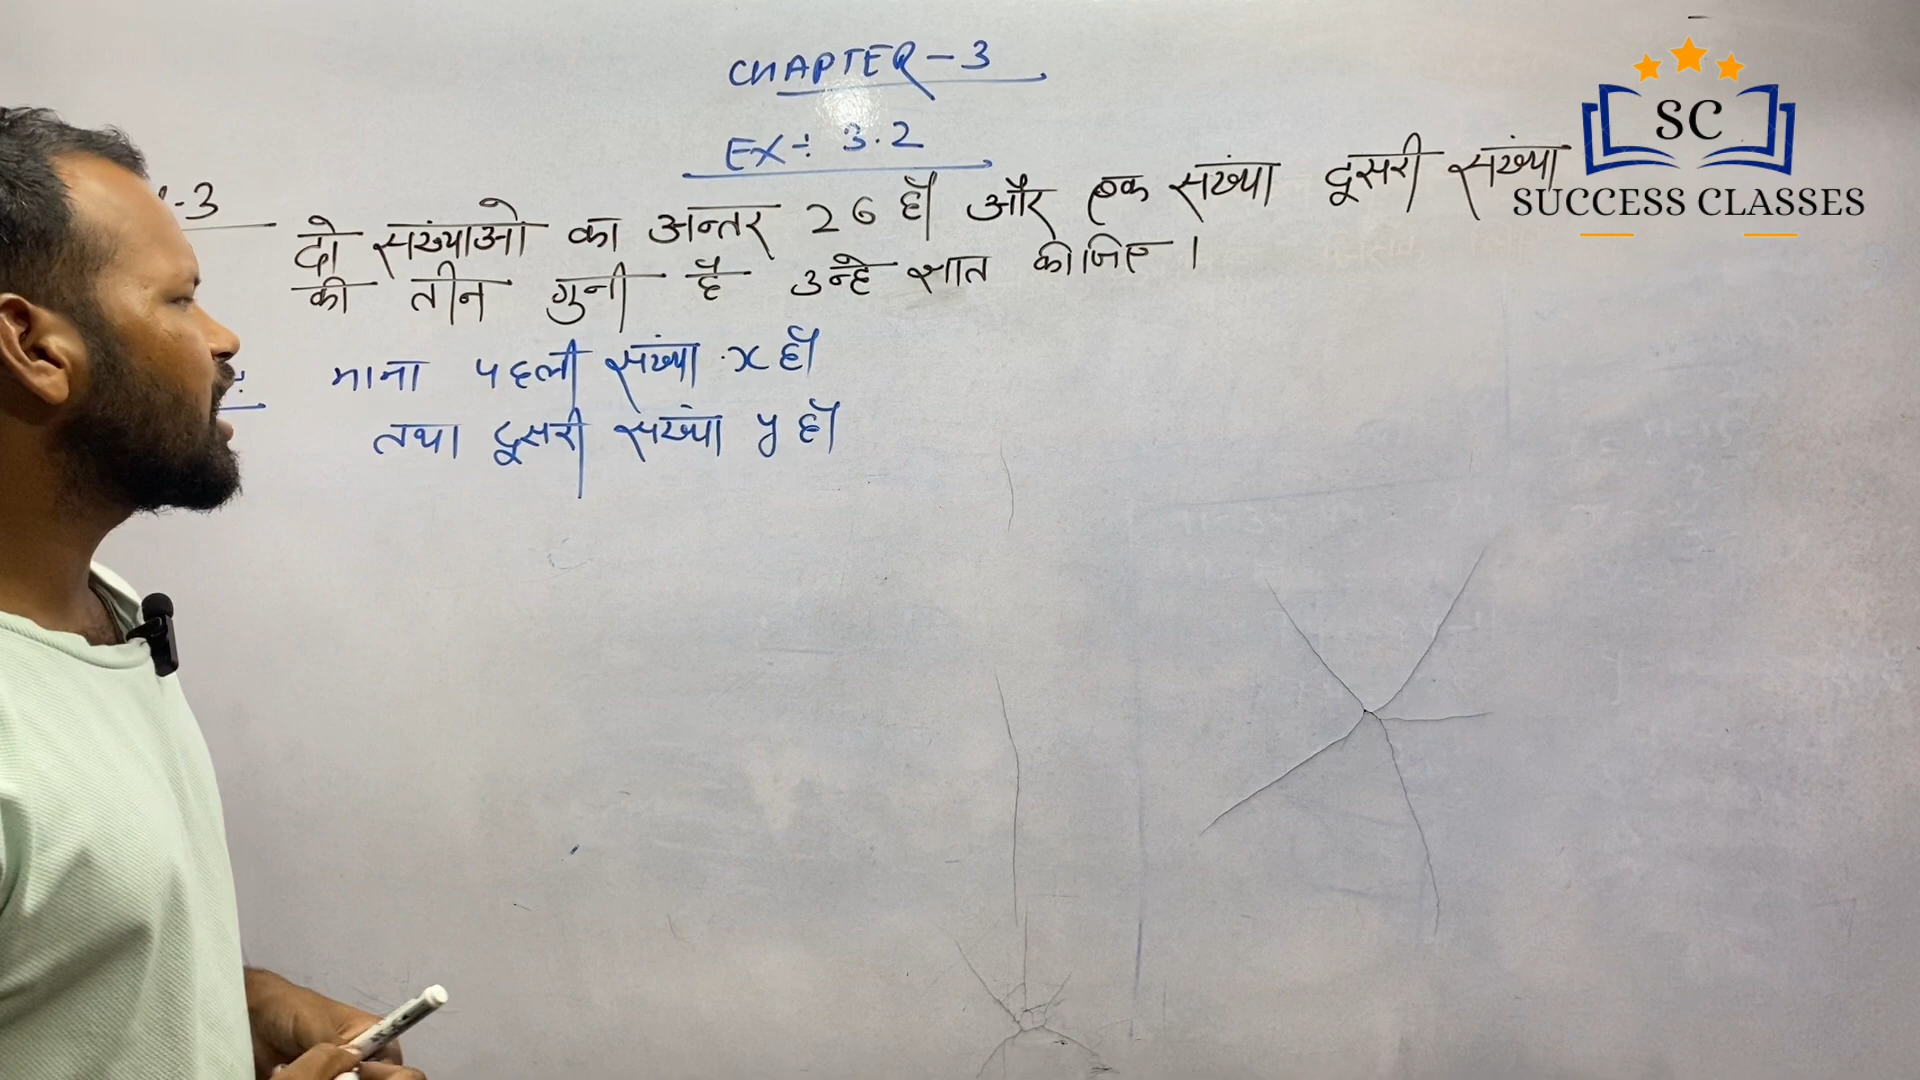 CHAPTER-3
EX÷ 3.2
-3
दो संख्याओ का अन्तर 26 हो और एक संख्या दूसरी संख्या
की तीन गुनी है उन्हे ज्ञात कीजिए।
माना पहली संख्या x हो
तथा दूसरी संख्या y हो
SC
SUCCESS CLASSES